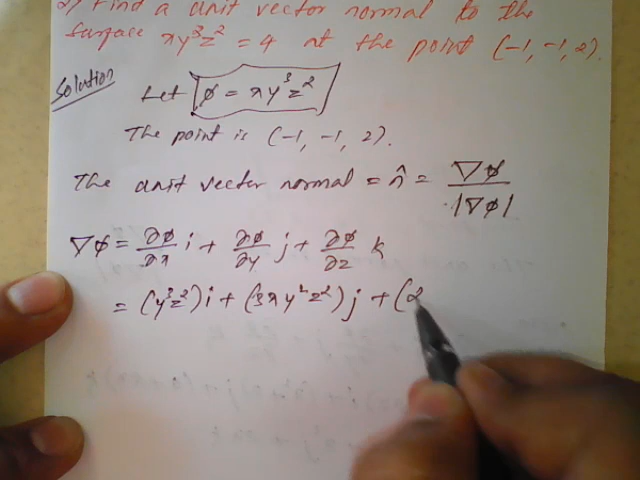 2) Find a unit vector normal to the
surface xy³z² = 4 at the point (-1, -1, 2).
Solution
Let ϕ = xy³z²
The point is (-1, -1, 2).
The unit vector normal = n̂ = ∇ϕ / |∇ϕ|
∇ϕ = ∂ϕ/∂x i + ∂ϕ/∂y j + ∂ϕ/∂z k
= (y³z²)i + (3xy²z²)j + (2